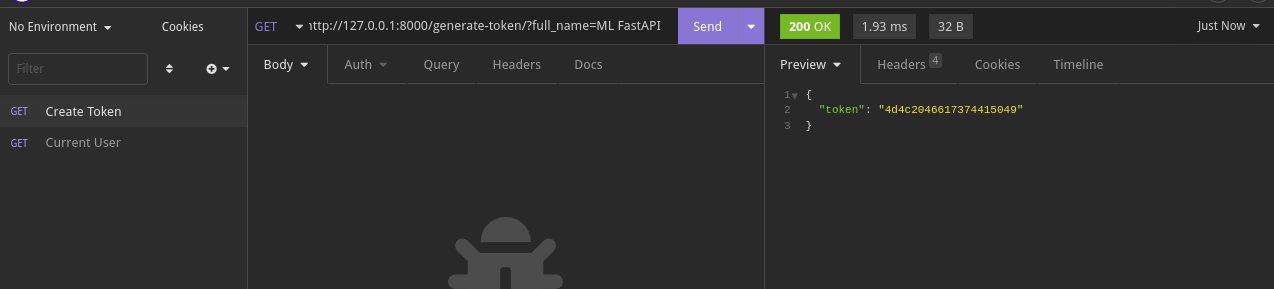 No Environment Cookies GET http://127.0.0.1:8000/generate-token/?full_name=ML FastAPI Send 200 OK 1.93 ms 32 B Just Now
Filter Body Auth Query Headers Docs Preview Headers 4 Cookies Timeline
1 {
GET Create Token 2 "token": "4d4c2046617374415049"
3 }
GET Current User